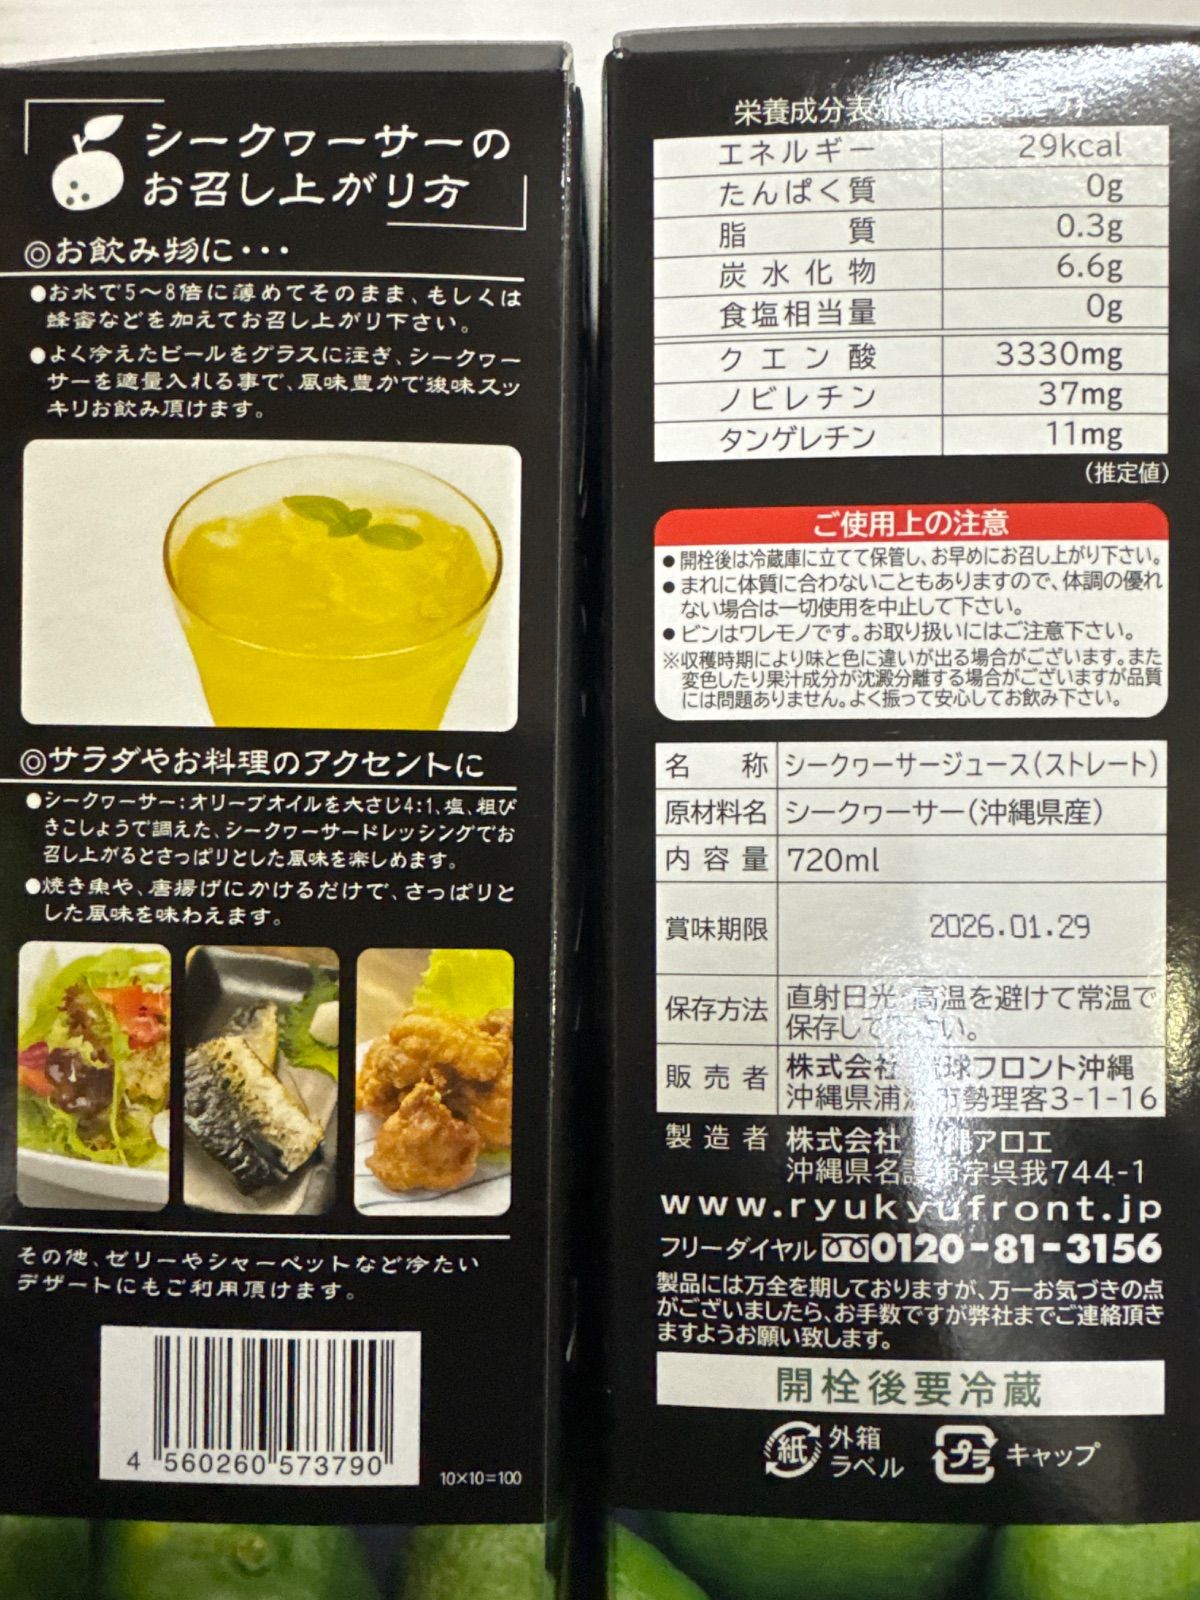 シークヮーサーの
お召し上がり方
◎お飲み物に・・・
●お水で5〜8倍に薄めてそのまま、もしくは
蜂蜜などを加えてお召し上がり下さい。
●よく冷えたビールをグラスに注ぎ、シークヮー
サーを適量入れる事で、風味豊かで後味スッ
キリお飲み頂けます。
◎サラダやお料理のアクセントに
●シークヮーサー:オリーブオイルを大さじ4:1、塩、粗び
きこしょうで調えた、シークヮーサードレッシングでお
召し上がるとさっぱりとした風味を楽しめます。
●焼き魚や、唐揚げにかけるだけで、さっぱりと
した風味を味わえます。
その他、ゼリーやシャーベットなど冷たい
デザートにもご利用頂けます。
4 560260 573790
10×10=100
栄養成分表
エネルギー 29kcal
たんぱく質 0g
脂質 0.3g
炭水化物 6.6g
食塩相当量 0g
クエン酸 3330mg
ノビレチン 37mg
タンゲレチン 11mg
(推定値)
ご使用上の注意
● 開栓後は冷蔵庫に立てて保管し、お早めにお召し上がり下さい。
● まれに体質に合わないこともありますので、体調の優れ
ない場合は一切使用を中止して下さい。
● ビンはワレモノです。お取り扱いにはご注意下さい。
※収穫時期により味と色に違いが出る場合がございます。また
変色したり果汁成分が沈澱分離する場合がございますが品質
には問題ありません。よく振って安心してお飲み下さい。
名称 シークヮーサージュース(ストレート)
原材料名 シークヮーサー(沖縄県産)
内容量 720ml
賞味期限 2026.01.29
保存方法 直射日光 高温を避けて常温で
保存して さい。
販売者 株式会社 球フロント沖縄
沖縄県浦 市勢理客3-1-16
製造者 株式会社 縄アロエ
沖縄県名 市字呉我744-1
www.ryukyufront.jp
フリーダイヤル 0120-81-3156
製品には万全を期しておりますが、万一お気づきの点
がございましたら、お手数ですが弊社までご連絡頂き
ますようお願い致します。
開栓後要冷蔵
紙 外箱
ラベル
プラ キャップ